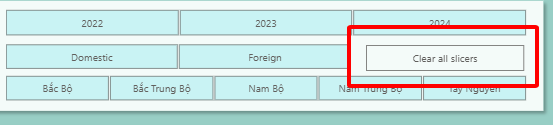 2022 2023 2024
Domestic Foreign Clear all slicers
Bắc Bộ Bắc Trung Bộ Nam Bộ Nam Trung Bộ Tây Nguyên